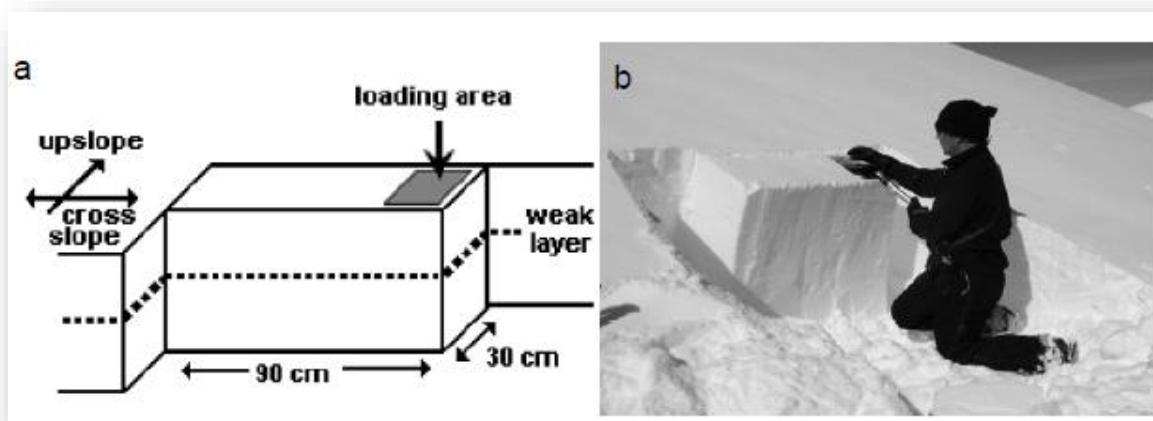 a
b
loading area
upslope
cross
slope
weak
layer
30 cm
90 cm